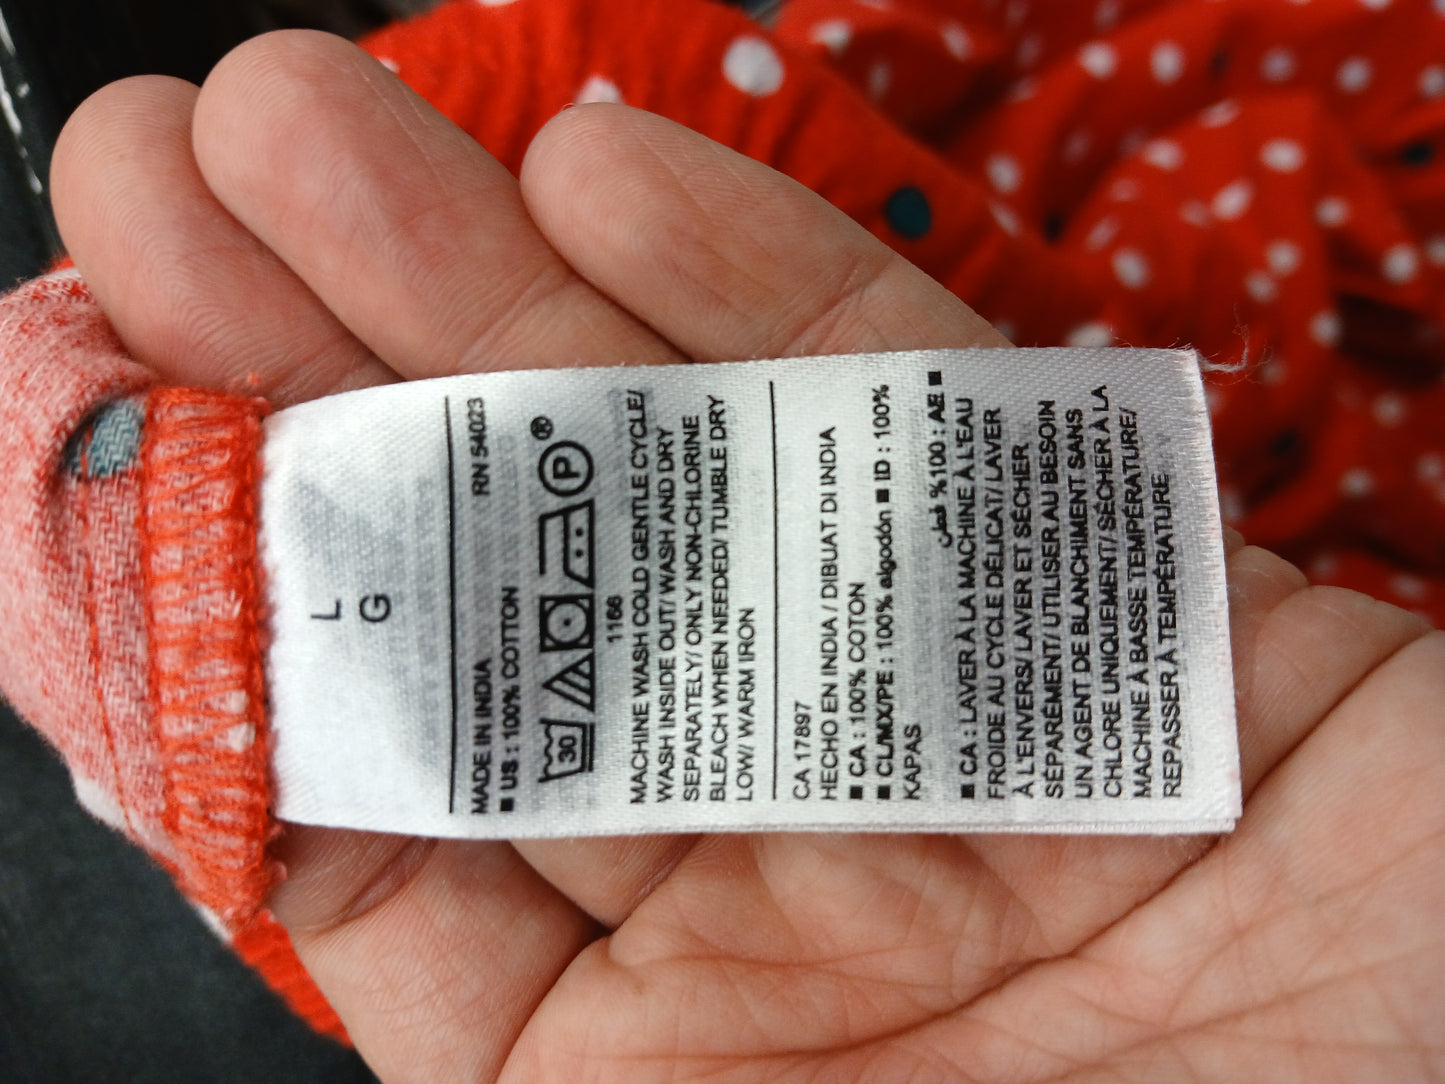 L
G
MADE IN INDIA RN 54023
■ US : 100% COTTON
30 P ®
1166
MACHINE WASH COLD GENTLE CYCLE/
WASH INSIDE OUT/ WASH AND DRY
SEPARATELY/ ONLY NON-CHLORINE
BLEACH WHEN NEEDED/ TUMBLE DRY
LOW/ WARM IRON
CA 17897
HECHO EN INDIA / DIBUAT DI INDIA
■ CA : 100% COTON
■ CL/MX/PE : 100% algodón ■ ID : 100%
KAPAS
■ AE : 100% قطن
■ CA : LAVER À LA MACHINE À L'EAU
FROIDE AU CYCLE DÉLICAT/ LAVER
À L'ENVERS/ LAVER ET SÉCHER
SÉPARÉMENT/ UTILISER AU BESOIN
UN AGENT DE BLANCHIMENT SANS
CHLORE UNIQUEMENT/ SÉCHER À LA
MACHINE À BASSE TEMPÉRATURE/
REPASSER À TEMPÉRATURE